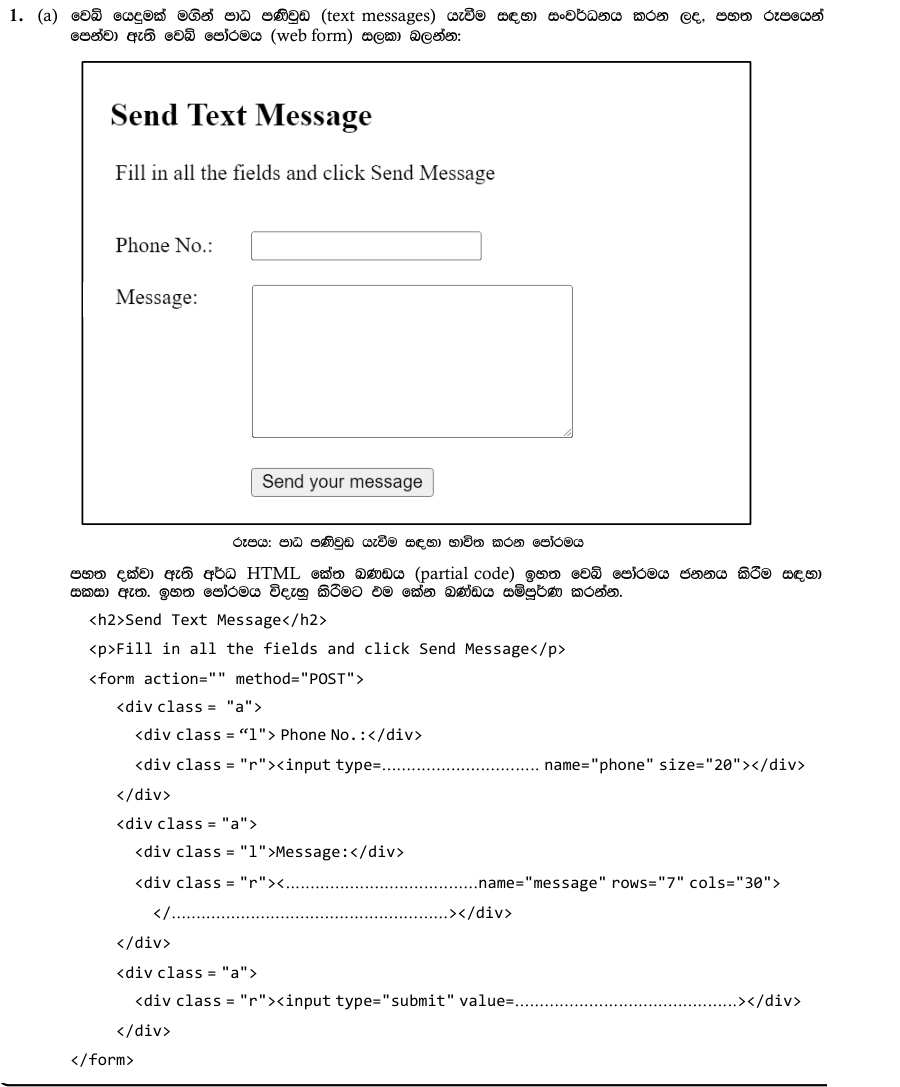 1. (a) වෙබ් යෙදුමක් මගින් පාඨ පණිවුඩ (text messages) යැවීම සඳහා සංවර්ධනය කරන ලද, පහත රූපයෙන්
පෙන්වා ඇති වෙබ් පෝරමය (web form) සලකා බලන්න:
Send Text Message
Fill in all the fields and click Send Message
Phone No.:
Message:
Send your message
රූපය: පාඨ පණිවුඩ යැවීම සඳහා භාවිත කරන පෝරමය
පහත දක්වා ඇති අර්ධ HTML කේත ඛණ්ඩය (partial code) ඉහත වෙබ් පෝරමය ජනනය කිරීම සඳහා
සකසා ඇත. ඉහත පෝරමය විදැහු කිරීමට එම කේත ඛණ්ඩය සම්පූර්ණ කරන්න.
<h2>Send Text Message</h2>
<p>Fill in all the fields and click Send Message</p>
<form action="" method="POST">
<div class = "a">
<div class = “l"> Phone No.:</div>
<div class = "r"><input type=................................ name="phone" size="20"></div>
</div>
<div class = "a">
<div class = "l">Message:</div>
<div class = "r"><.......................................name="message" rows="7" cols="30">
</........................................................></div>
</div>
<div class = "a">
<div class = "r"><input type="submit" value=.............................................></div>
</div>
</form>